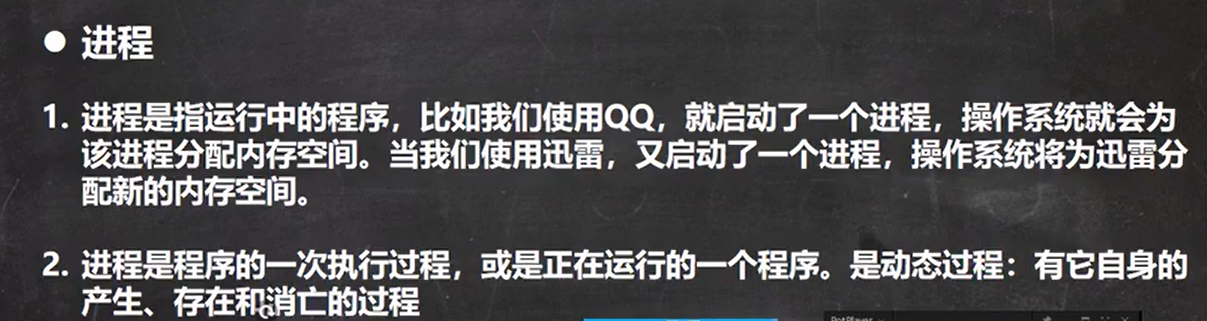 ● 进程
1. 进程是指运行中的程序，比如我们使用QQ，就启动了一个进程，操作系统就会为
该进程分配内存空间。当我们使用迅雷，又启动了一个进程，操作系统将为迅雷分
配新的内存空间。
2. 进程是程序的一次执行过程，或是正在运行的一个程序。是动态过程：有它自身的
产生、存在和消亡的过程
PotPlayer